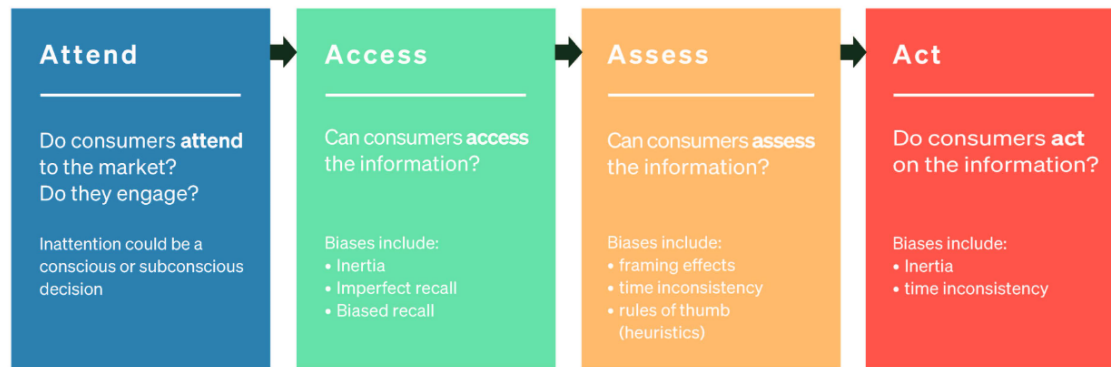 Attend
Do consumers attend
to the market?
Do they engage?
Inattention could be a
conscious or subconscious
decision
Access
Can consumers access
the information?
Biases include:
• Inertia
• Imperfect recall
• Biased recall
Assess
Can consumers assess
the information?
Biases include:
• framing effects
• time inconsistency
• rules of thumb
(heuristics)
Act
Do consumers act
on the information?
Biases include:
• Inertia
• time inconsistency